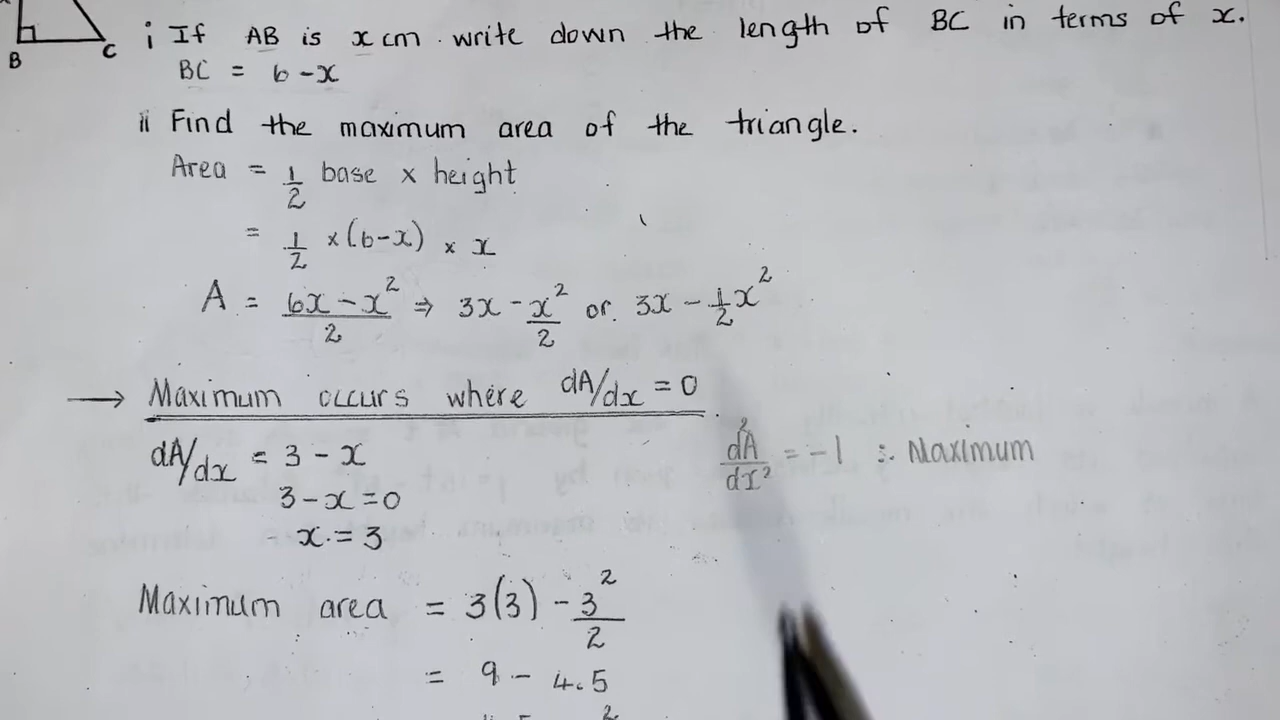 B
C
i If AB is x cm write down the length of BC in terms of x.
BC = 6 - x
ii Find the maximum area of the triangle.
Area = 1/2 base x height
= 1/2 x (6-x) x x
A = (6x - x²)/2 ⇒ 3x - x²/2 or 3x - 1/2 x²
→ Maximum occurs where dA/dx = 0
dA/dx = 3 - x
d²A/dx² = -1 ∴ Maximum
3 - x = 0
x = 3
Maximum area = 3(3) - 3²/2
= 9 - 4.5